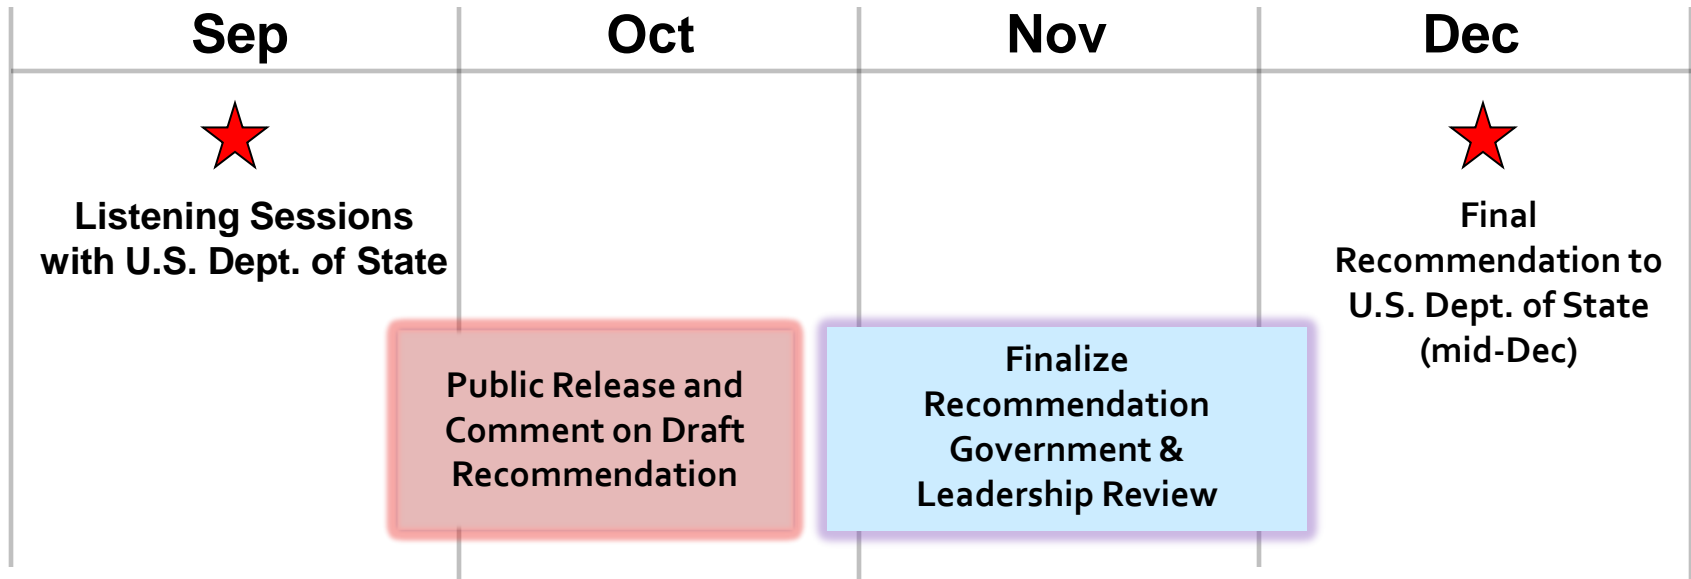 Sep
Oct
Nov
Dec
Listening Sessions
with U.S. Dept. of State
Final
Recommendation to
U.S. Dept. of State
(mid-Dec)
Public Release and
Comment on Draft
Recommendation
Finalize
Recommendation
Government &
Leadership Review